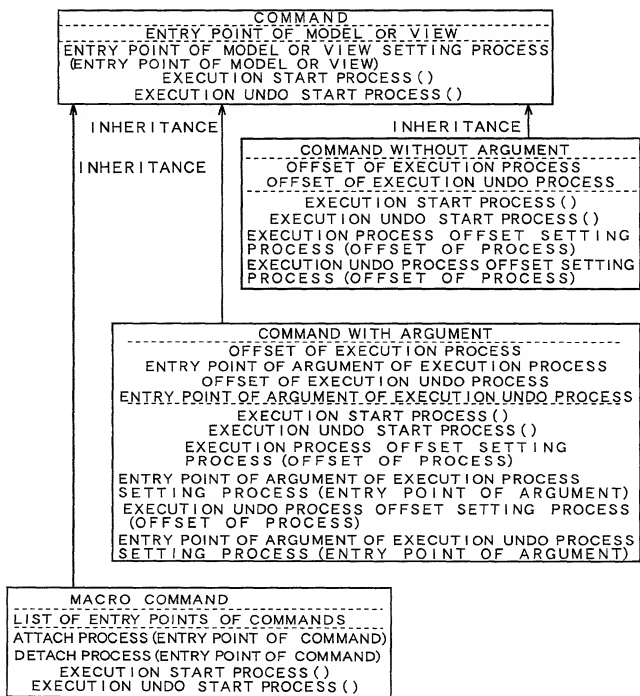 COMMAND
ENTRY POINT OF MODEL OR VIEW
ENTRY POINT OF MODEL OR VIEW SETTING PROCESS
(ENTRY POINT OF MODEL OR VIEW)
EXECUTION START PROCESS()
EXECUTION UNDO START PROCESS()
INHERITANCE
INHERITANCE
INHERITANCE
COMMAND WITHOUT ARGUMENT
OFFSET OF EXECUTION PROCESS
OFFSET OF EXECUTION UNDO PROCESS
EXECUTION START PROCESS()
EXECUTION UNDO START PROCESS()
EXECUTION PROCESS OFFSET SETTING
PROCESS (OFFSET OF PROCESS)
EXECUTION UNDO PROCESS OFFSET SETTING
PROCESS (OFFSET OF PROCESS)
COMMAND WITH ARGUMENT
OFFSET OF EXECUTION PROCESS
ENTRY POINT OF ARGUMENT OF EXECUTION PROCESS
OFFSET OF EXECUTION UNDO PROCESS
ENTRY POINT OF ARGUMENT OF EXECUTION UNDO PROCESS
EXECUTION START PROCESS()
EXECUTION UNDO START PROCESS()
EXECUTION PROCESS OFFSET SETTING
PROCESS (OFFSET OF PROCESS)
ENTRY POINT OF ARGUMENT OF EXECUTION PROCESS
SETTING PROCESS (ENTRY POINT OF ARGUMENT)
EXECUTION UNDO PROCESS OFFSET SETTING PROCESS
(OFFSET OF PROCESS)
ENTRY POINT OF ARGUMENT OF EXECUTION UNDO PROCESS
SETTING PROCESS (ENTRY POINT OF ARGUMENT)
MACRO COMMAND
LIST OF ENTRY POINTS OF COMMANDS
ATTACH PROCESS (ENTRY POINT OF COMMAND)
DETACH PROCESS (ENTRY POINT OF COMMAND)
EXECUTION START PROCESS()
EXECUTION UNDO START PROCESS()